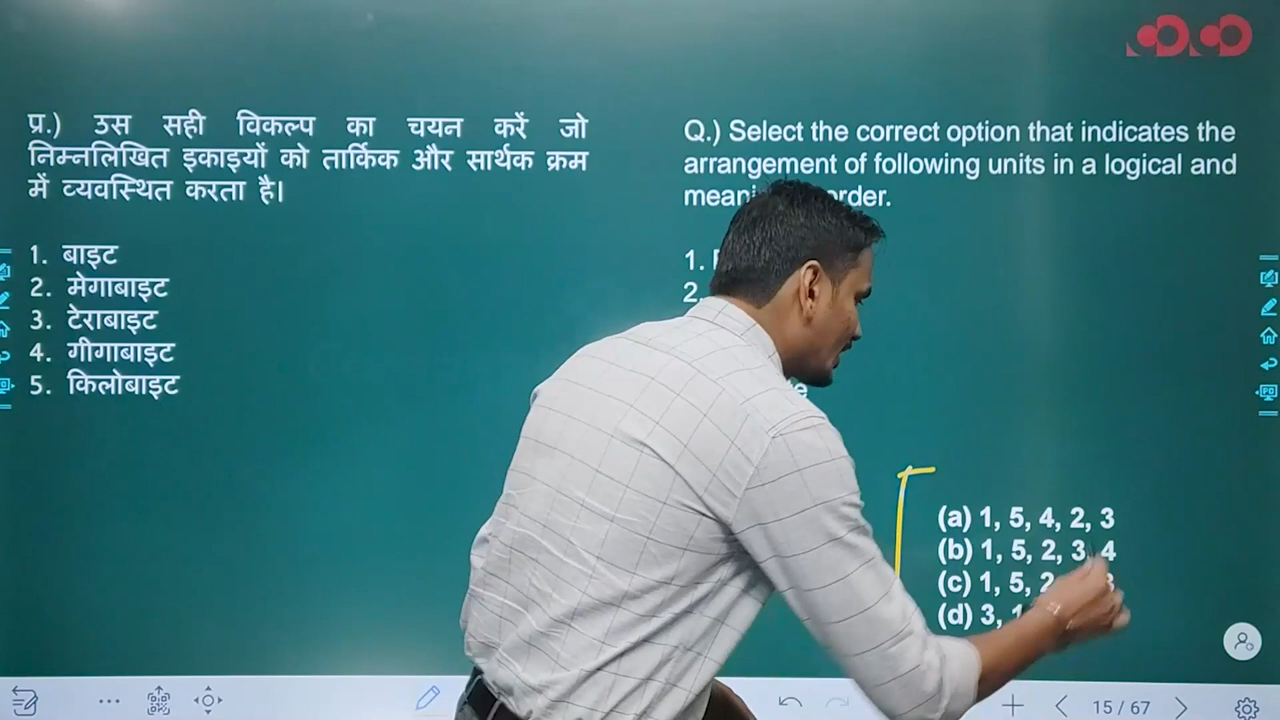 प्र.) उस सही विकल्प का चयन करें जो
निम्नलिखित इकाइयों को तार्किक और सार्थक क्रम
में व्यवस्थित करता है।
1. बाइट
2. मेगाबाइट
3. टेराबाइट
4. गीगाबाइट
5. किलोबाइट
Q.) Select the correct option that indicates the
arrangement of following units in a logical and
order.
1.
2.
(a) 1, 5, 4, 2, 3
(b) 1, 5, 2, 3, 4
(c) 1, 5, 2
(d) 3, 1
15 / 67